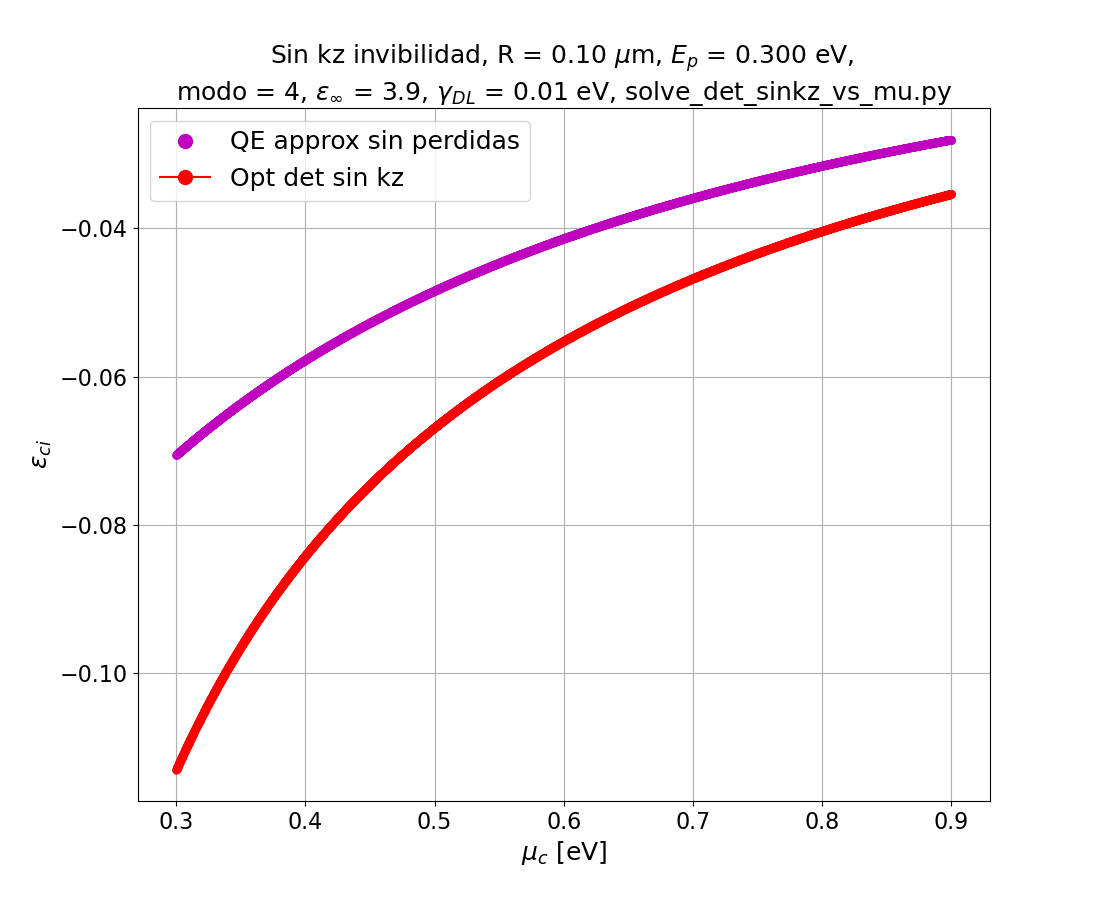 Sin kz invibilidad, R = 0.10 μm, E_p = 0.300 eV,
modo = 4, ε_∞ = 3.9, γ_DL = 0.01 eV, solve_det_sinkz_vs_mu.py
QE approx sin perdidas
Opt det sin kz
−0.04
−0.06
−0.08
−0.10
ε_ci
0.3 0.4 0.5 0.6 0.7 0.8 0.9
μ_c [eV]